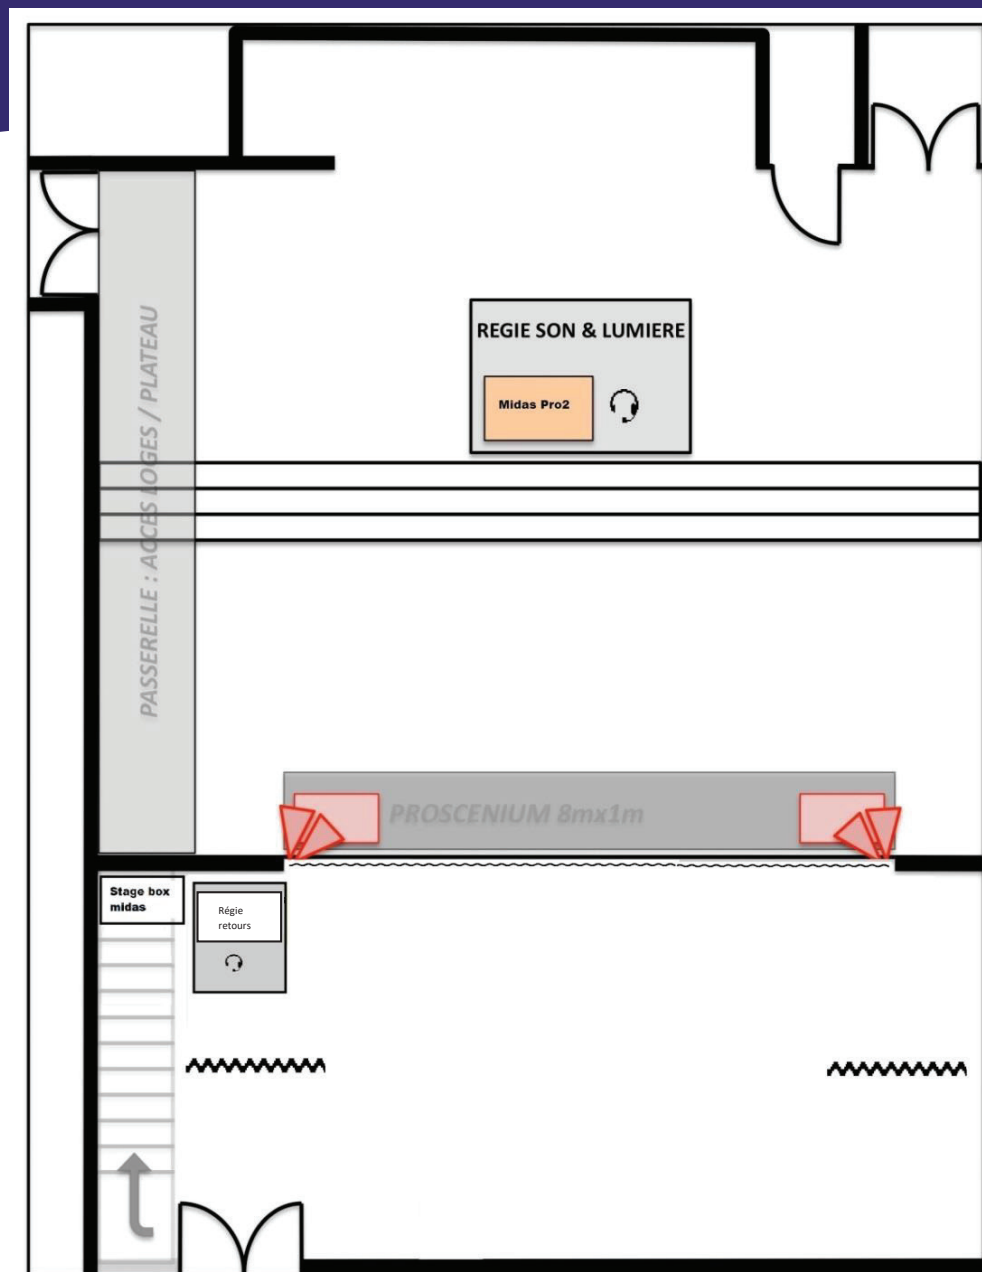 REGIE SON & LUMIERE
Midas Pro2
PASSERELLE : ACCES LOGES / PLATEAU
PROSCENIUM 8mx1m
Stage box
midas
Régie
retours